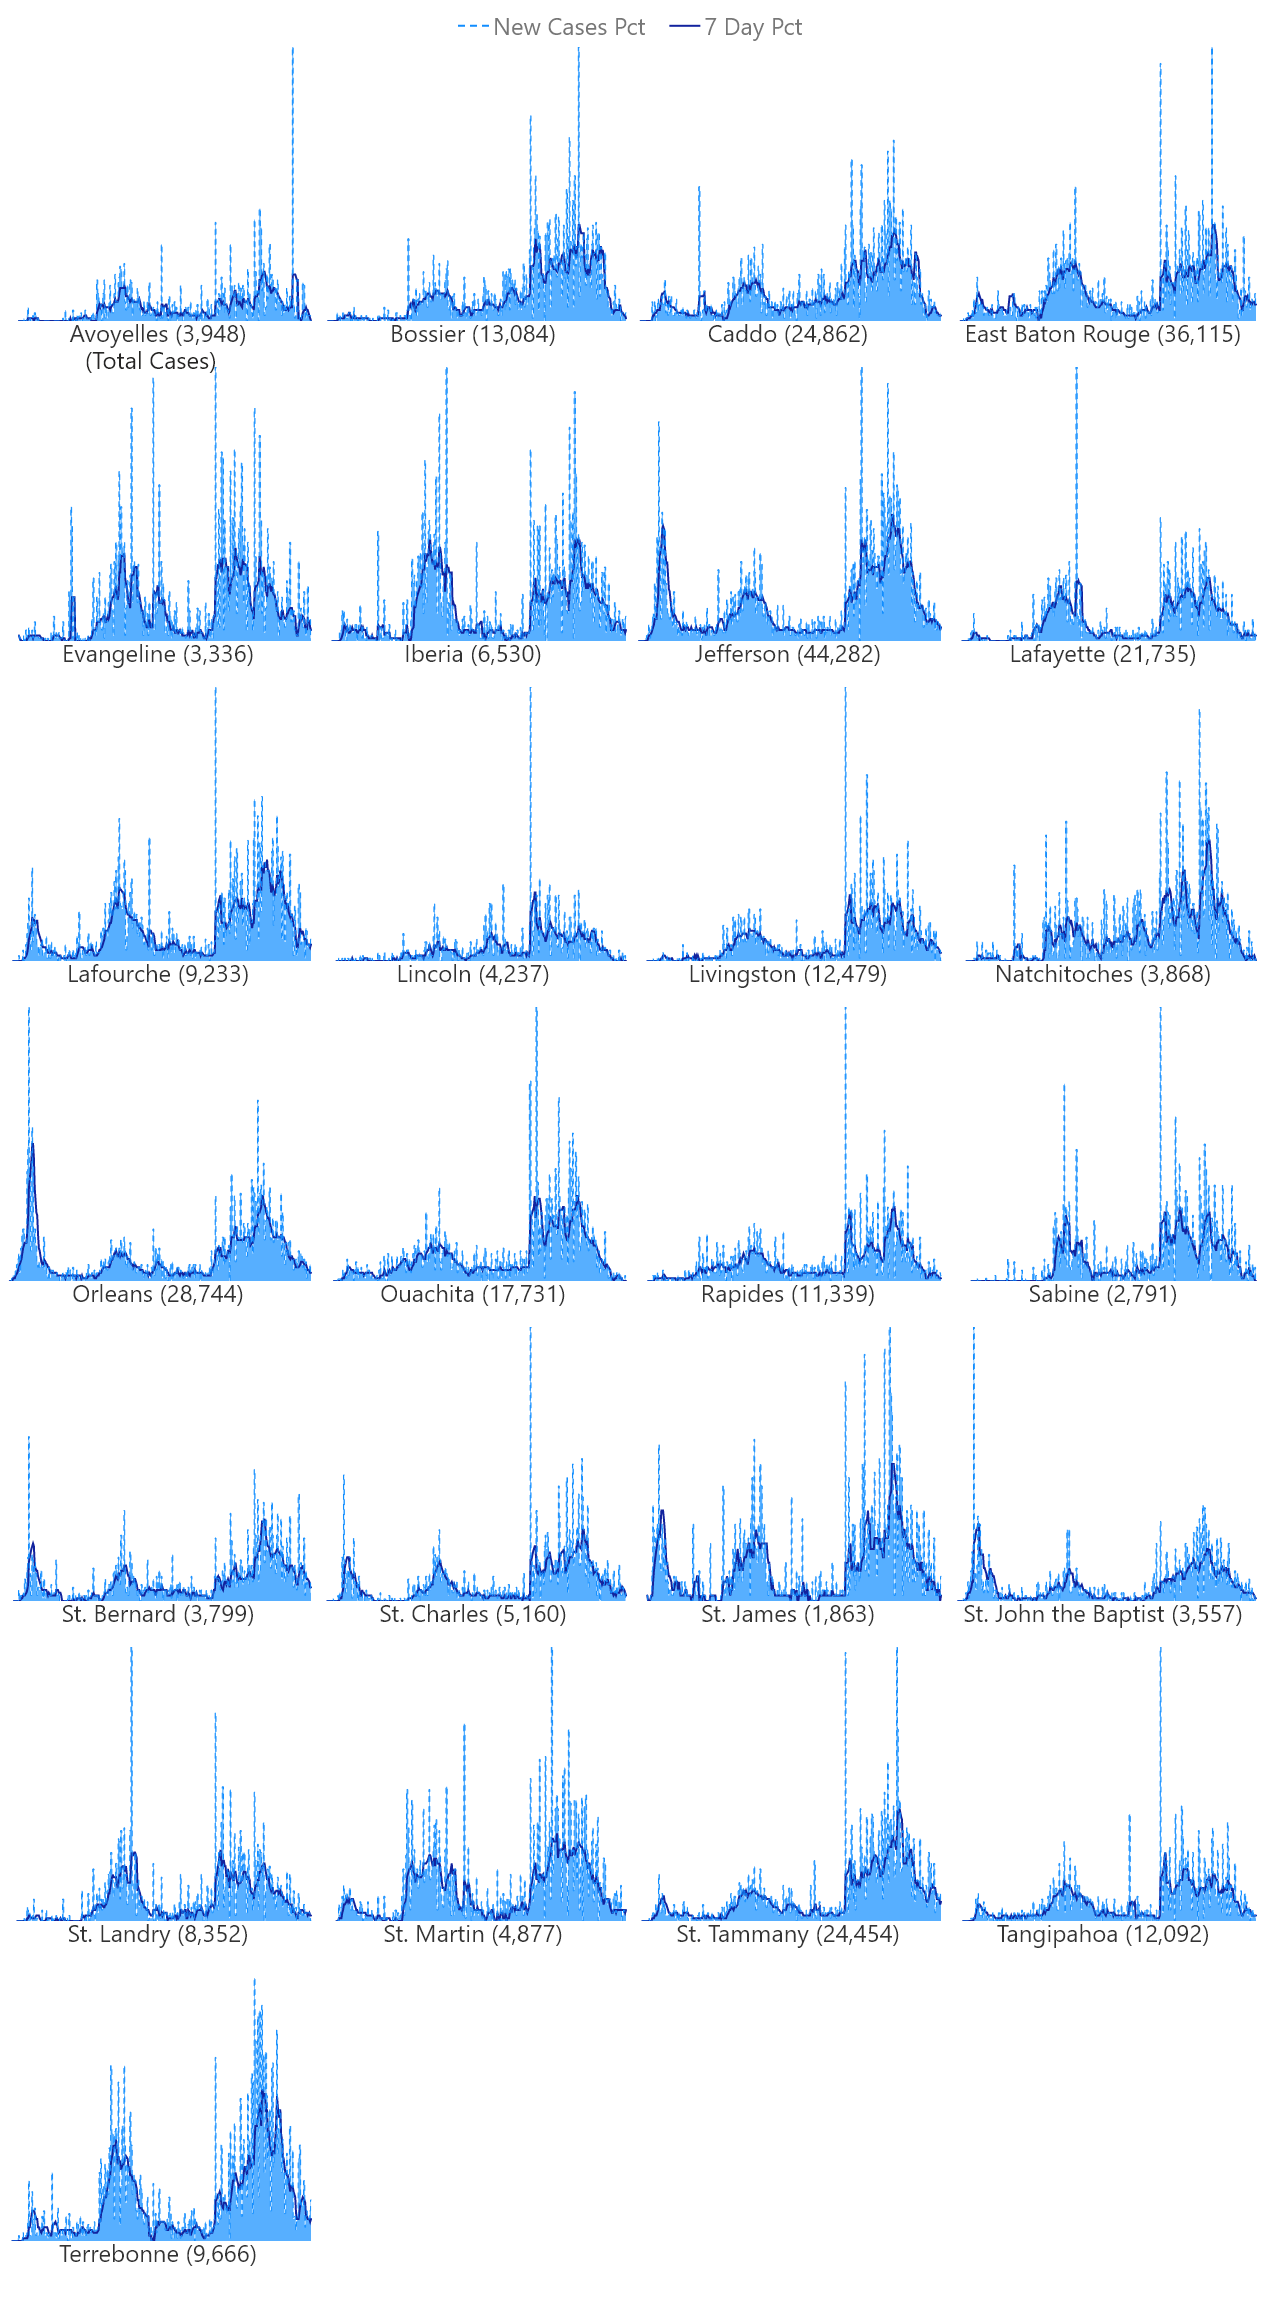 New Cases Pct 7 Day Pct
Avoyelles (3,948) Bossier (13,084) Caddo (24,862) East Baton Rouge (36,115)
(Total Cases)
Evangeline (3,336) Iberia (6,530) Jefferson (44,282) Lafayette (21,735)
Lafourche (9,233) Lincoln (4,237) Livingston (12,479) Natchitoches (3,868)
Orleans (28,744) Ouachita (17,731) Rapides (11,339) Sabine (2,791)
St. Bernard (3,799) St. Charles (5,160) St. James (1,863) St. John the Baptist (3,557)
St. Landry (8,352) St. Martin (4,877) St. Tammany (24,454) Tangipahoa (12,092)
Terrebonne (9,666)